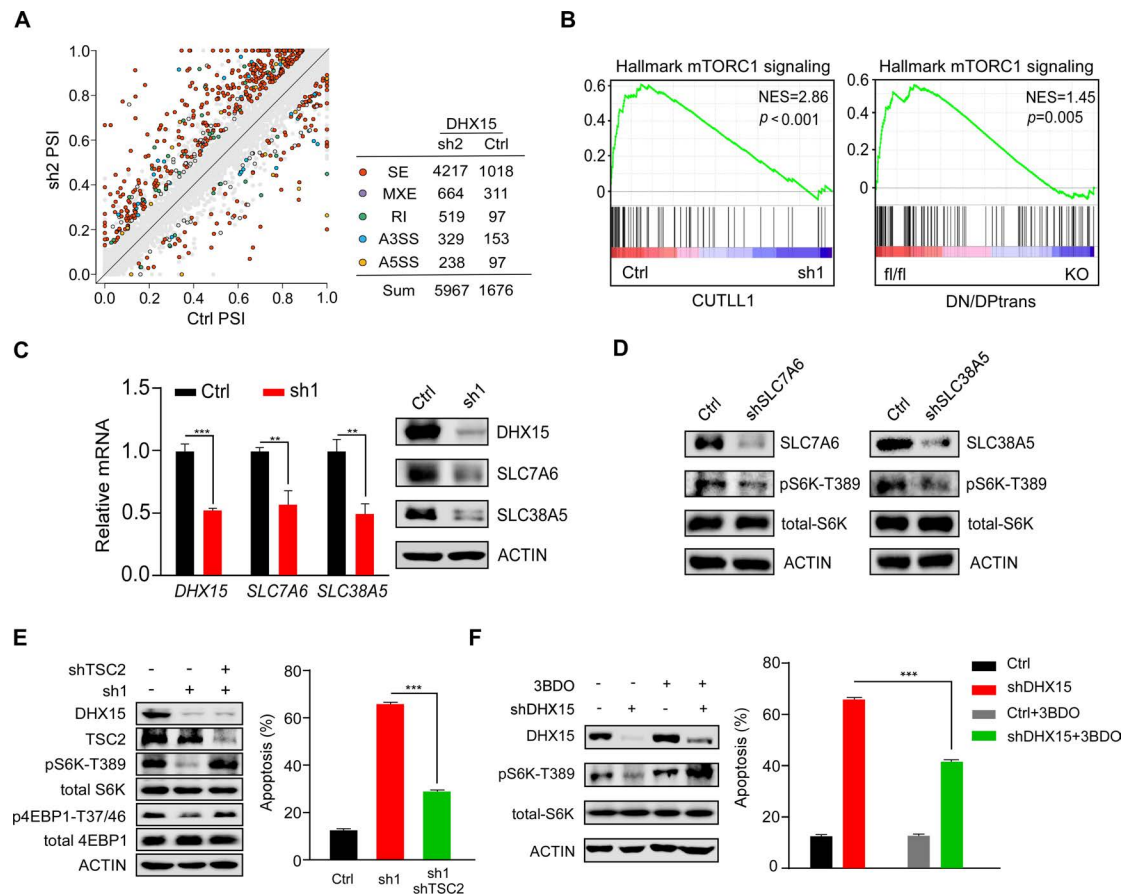 A
1.0
0.8
0.6
0.4
0.2
0.0
0.0 0.2 0.4 0.6 0.8 1.0
sh2 PSI
Ctrl PSI
DHX15
sh2 Ctrl
SE 4217 1018
MXE 664 311
RI 519 97
A3SS 329 153
A5SS 238 97
Sum 5967 1676
B
Hallmark mTORC1 signaling
0.6
0.4
0.2
0
NES=2.86
p<0.001
Ctrl sh1
CUTLL1
Hallmark mTORC1 signaling
0.6
0.4
0.2
0
NES=1.45
p=0.005
fl/fl KO
DN/DPtrans
C
Ctrl sh1
1.5
1.0
0.5
0.0
Relative mRNA
*** ** **
DHX15 SLC7A6 SLC38A5
Ctrl sh1
DHX15
SLC7A6
SLC38A5
ACTIN
D
Ctrl shSLC7A6
SLC7A6
pS6K-T389
total-S6K
ACTIN
Ctrl shSLC38A5
SLC38A5
pS6K-T389
total-S6K
ACTIN
E
shTSC2 - - +
sh1 - + +
DHX15
TSC2
pS6K-T389
total S6K
p4EBP1-T37/46
total 4EBP1
ACTIN
80
60
40
20
0
Apoptosis (%)
***
Ctrl sh1 sh1
shTSC2
F
3BDO - - + +
shDHX15 - + - +
DHX15
pS6K-T389
total-S6K
ACTIN
80
60
40
20
0
Apoptosis (%)
***
Ctrl
shDHX15
Ctrl+3BDO
shDHX15+3BDO